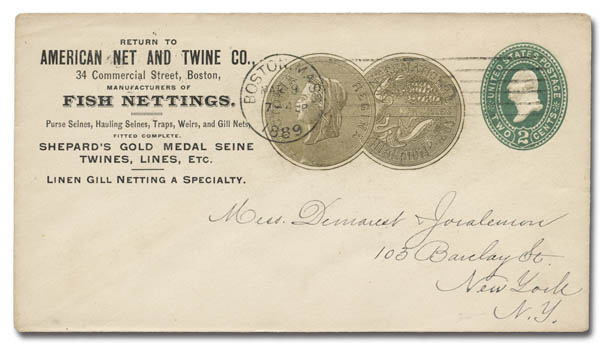 RETURN TO
AMERICAN NET AND TWINE CO.,
34 Commercial Street, Boston,
MANUFACTURERS OF
FISH NETTINGS.
Purse Seines, Hauling Seines, Traps, Weirs, and Gill Nets,
FITTED COMPLETE.
SHEPARD'S GOLD MEDAL SEINE
TWINES, LINES, ETC.
LINEN GILL NETTING A SPECIALTY.
BOSTON, MASS
1889
REGINA
UNITED STATES POSTAGE
TWO 2 CENTS
Mess. Demarest & Joralemon
103 Barclay St.
New York
N.Y.